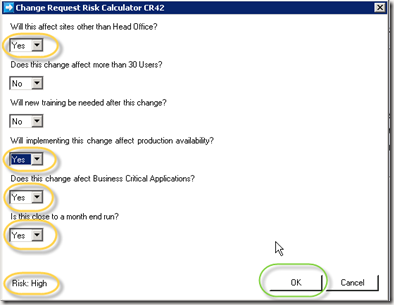 Change Request Risk Calculator CR42
Will this affect sites other than Head Office?
Yes
Does this change affect more than 30 Users?
No
Will new training be needed after this change?
No
Will implementing this change affect production availability?
Yes
Does this change afect Business Critical Applications?
Yes
Is this close to a month end run?
Yes
Risk: High
OK
Cancel